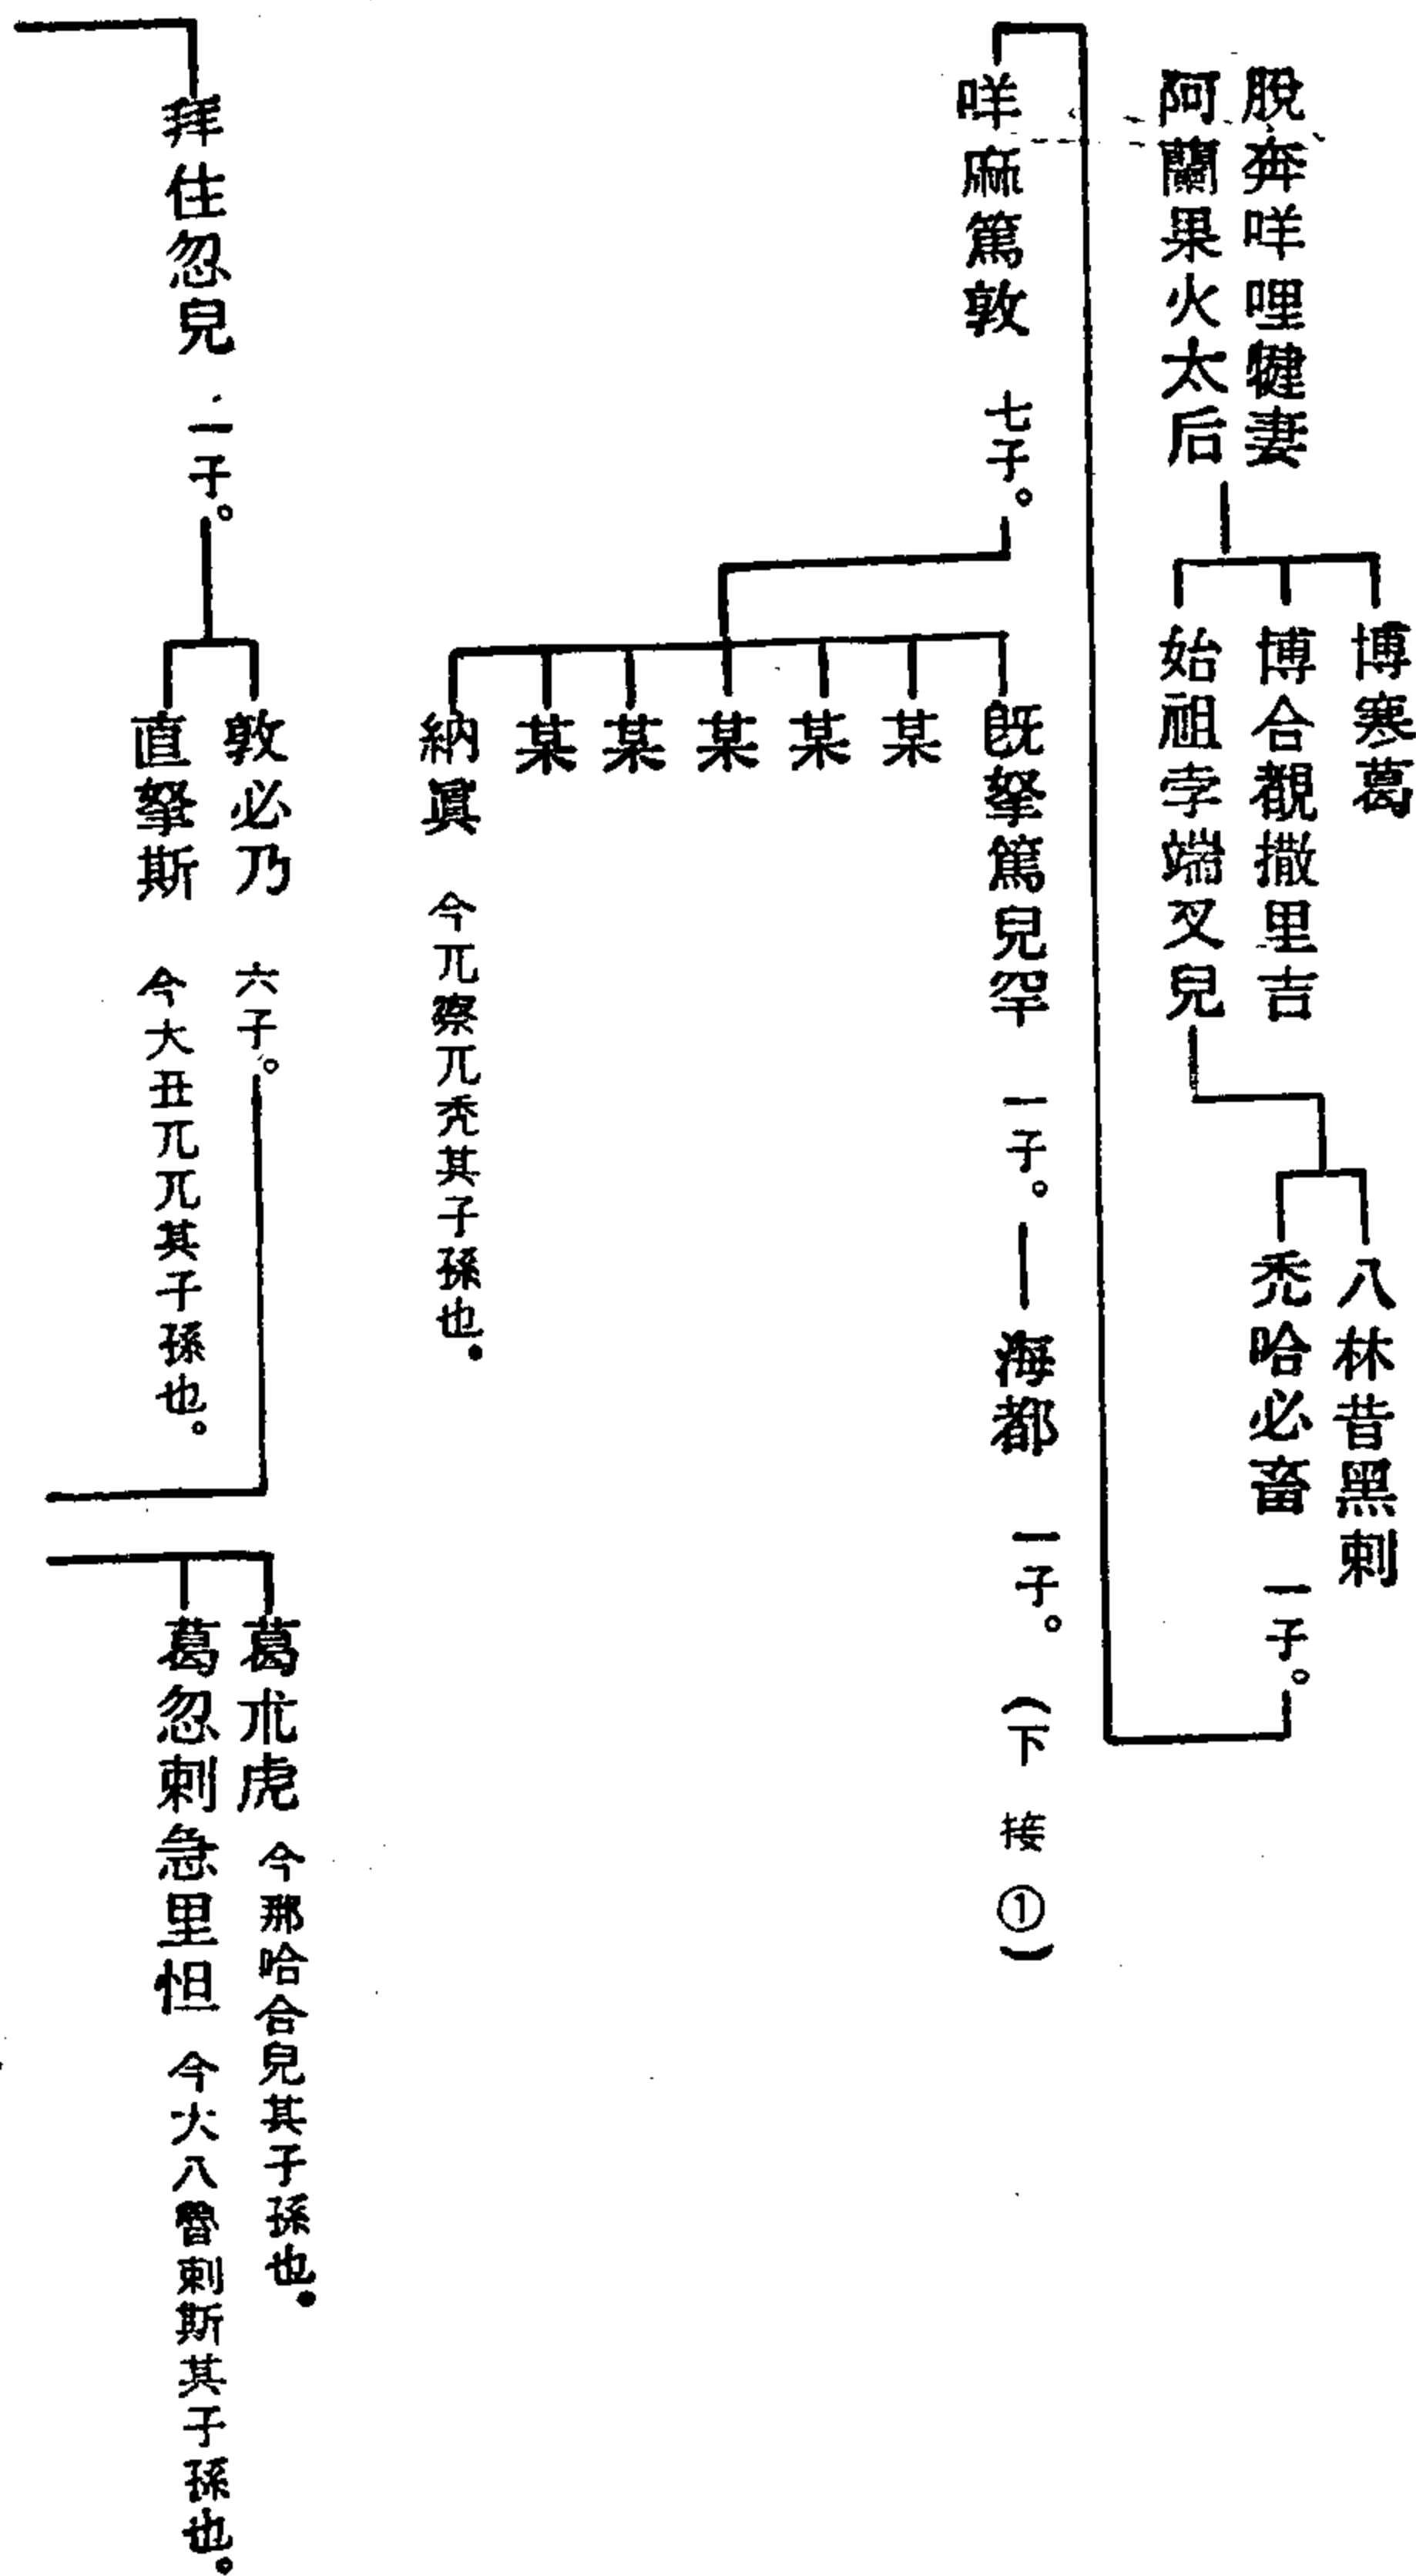 脫奔咩哩犍妻
阿蘭果火太后
博寒葛
博合覩撒里吉
始祖孛端叉兒
八林昔黑剌
禿哈必畜 一子。
咩麻篤敦 七子。
旣拏篤兒罕 一子。
海都 一子。 (下接①)
某
某
某
某
某
納眞 今兀察兀禿其子孫也。
拜住忽兒 一子。
敦必乃 六子。
直拏斯 今大丑兀兀其子孫也。
葛朮虎 今那哈合兒其子孫也。
葛忽剌急里怛 今大八魯剌斯其子孫也。